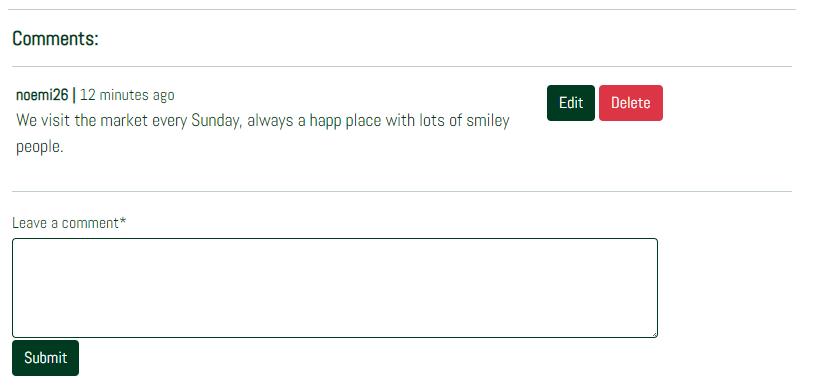 Comments:
noemi26 | 12 minutes ago
Edit
Delete
We visit the market every Sunday, always a happ place with lots of smiley
people.
Leave a comment*
Submit